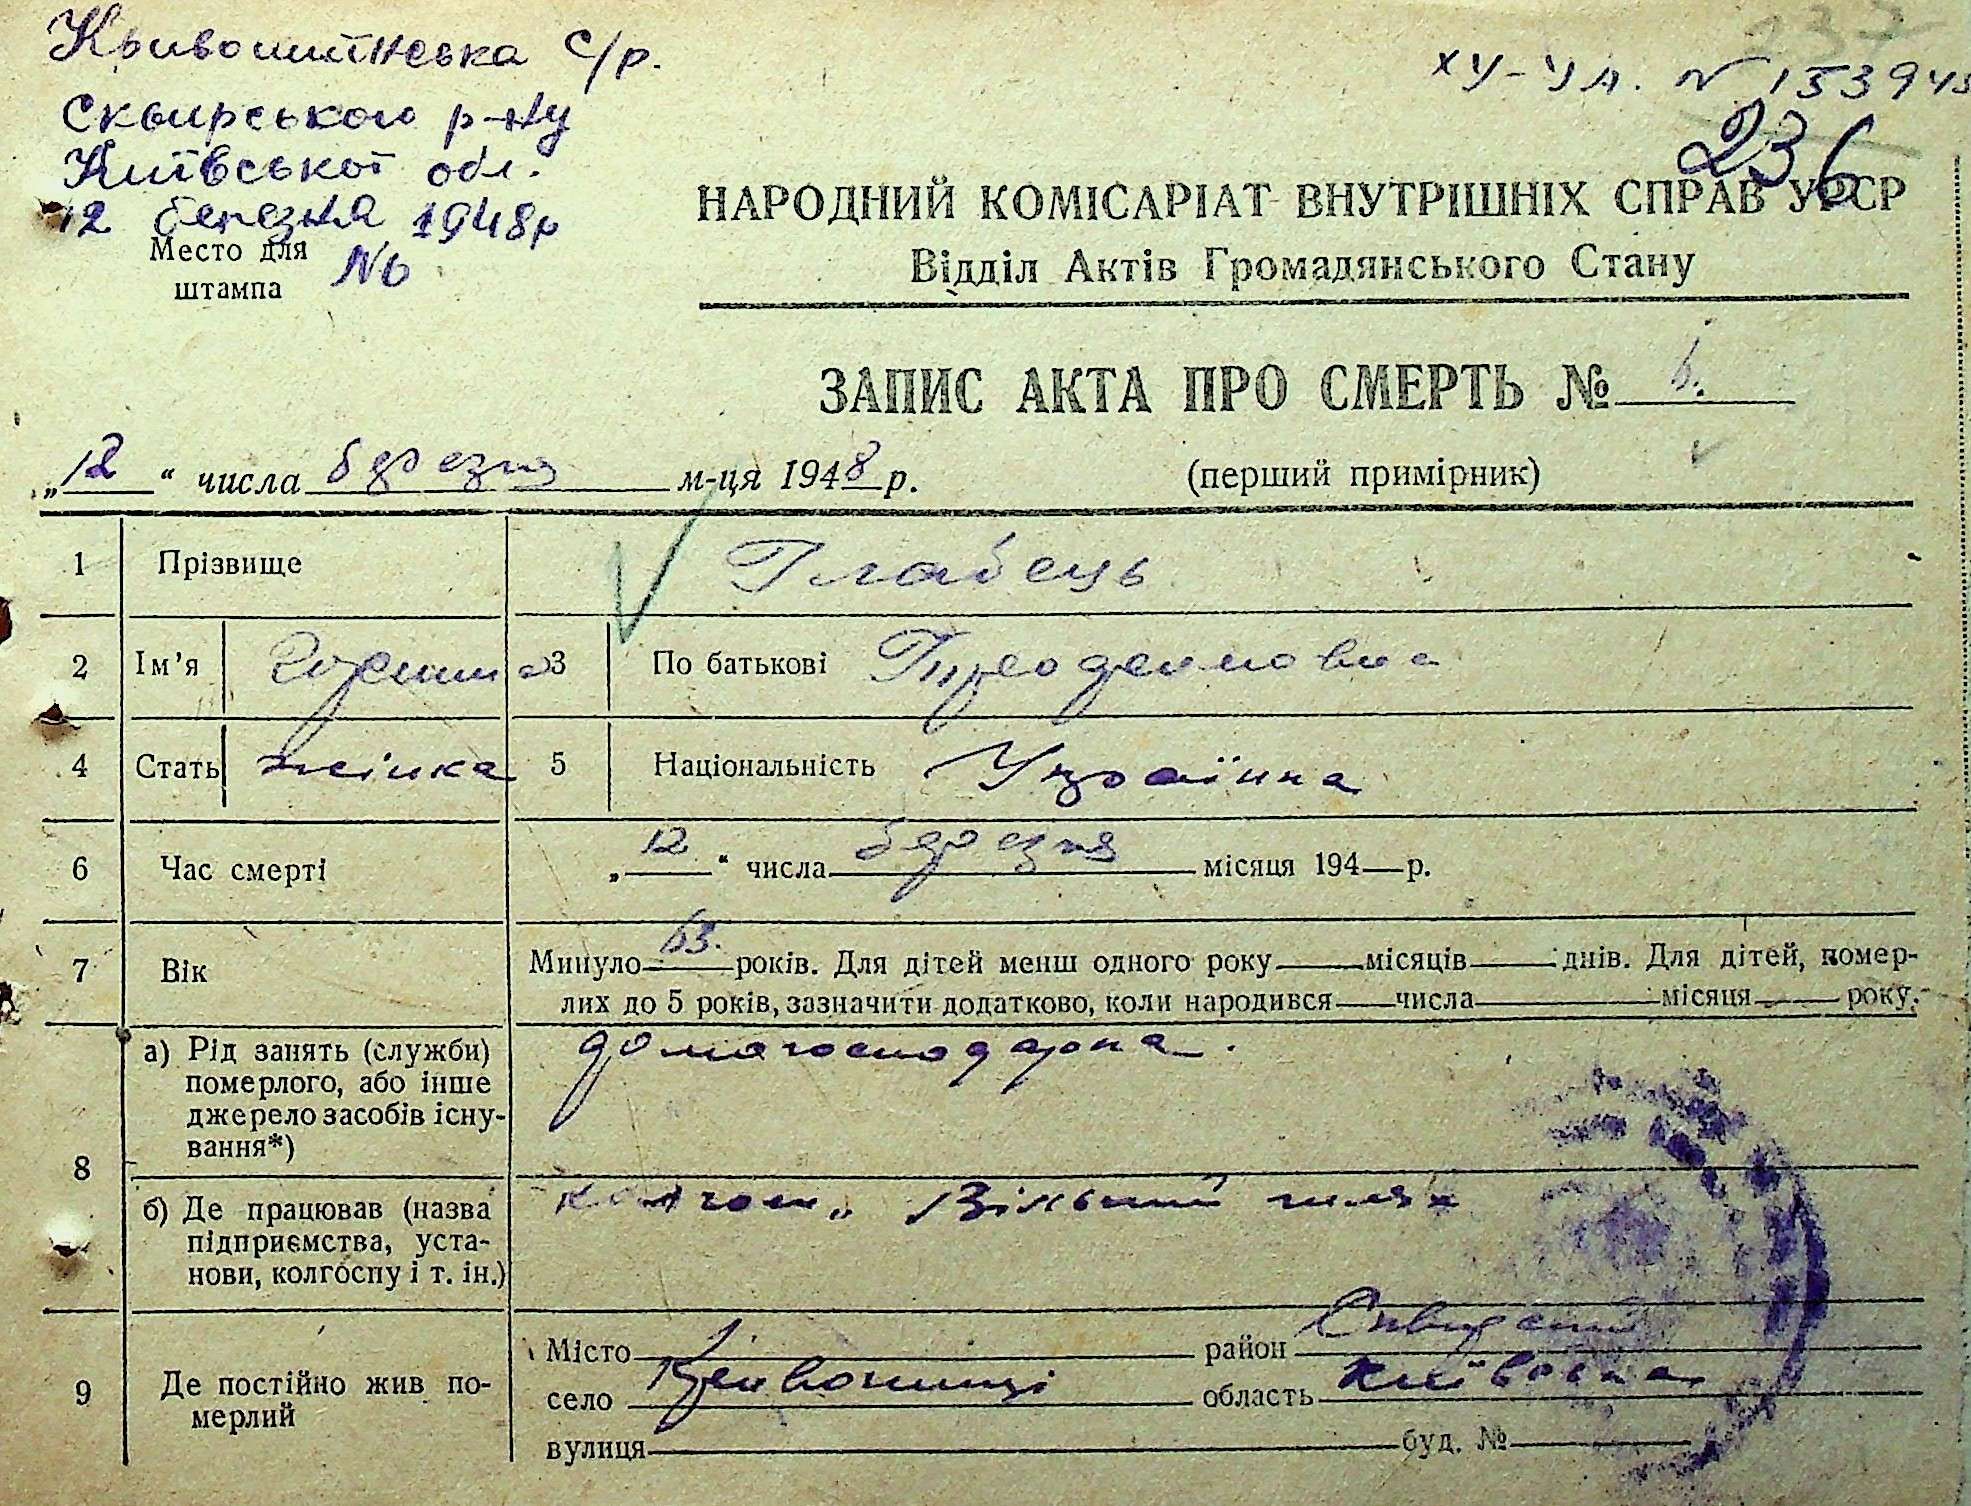 Кривошиїнська с/р.
Сквирського р-ну
Київської обл.
12 березня 1948р
Место для
штампа
№6
237
ХУ-УА. № 153945
236
НАРОДНИЙ КОМІСАРІАТ ВНУТРІШНІХ СПРАВ УРСР
Відділ Актів Громадянського Стану
ЗАПИС АКТА ПРО СМЕРТЬ № 6.
„12“ числа березня м-ця 1948 р. (перший примірник)
1 Прізвище Глабець
2 Ім’я 3 По батькові
4 Стать жінка 5 Національність Українка
6 Час смерті „12“ числа березня місяця 194—р.
7 Вік Минуло 63. років. Для дітей менш одного року—місяців—днів. Для дітей, помер-
лих до 5 років, зазначити додатково, коли народився—числа—місяця—року.
8 а) Рід занять (служби)
померлого, або інше
джерело засобів існу-
вання*)
домогосподарка.
б) Де працював (назва
підприємства, уста-
нови, колгоспу і т. ін.)
колгосп „Вільний шлях
9 Де постійно жив по-
мерлий
Місто— район Сквирський
село Кривошиїнці область Київська
вулиця— буд. №—